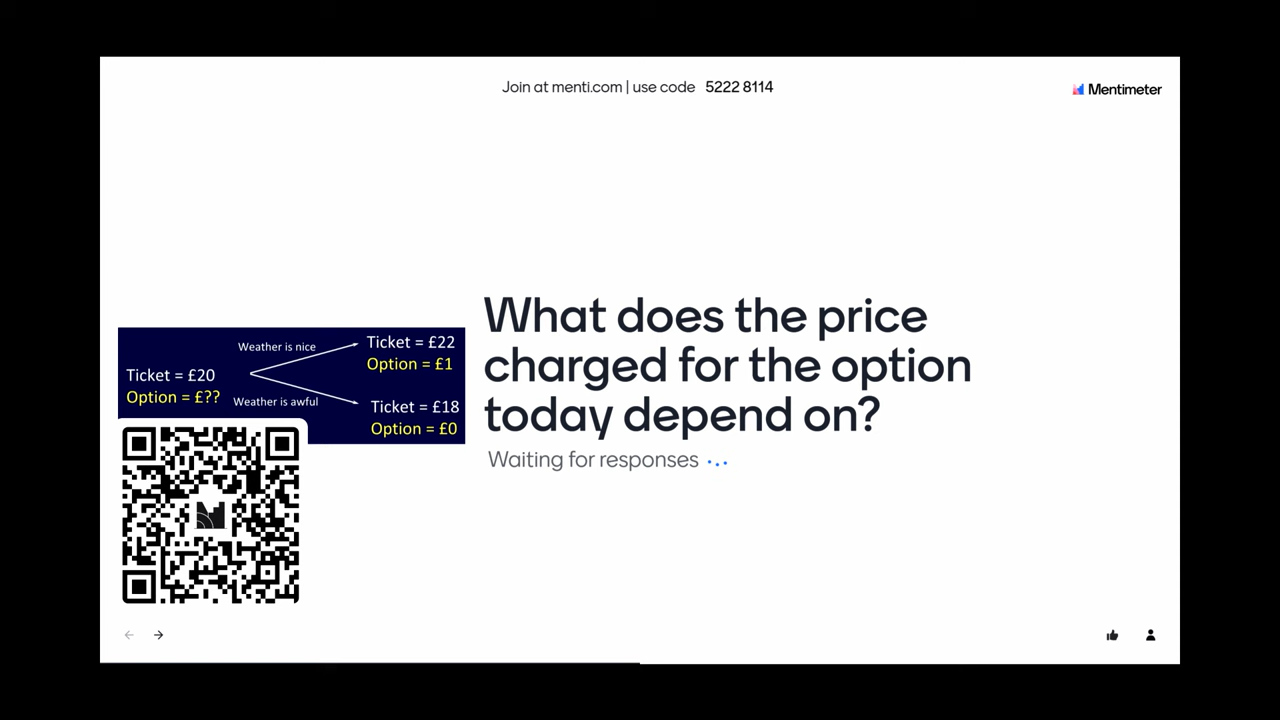 Join at menti.com | use code 5222 8114
Mentimeter
What does the price
charged for the option
today depend on?
Waiting for responses
Weather is nice
Ticket = £22
Option = £1
Ticket = £20
Option = £??
Weather is awful
Ticket = £18
Option = £0